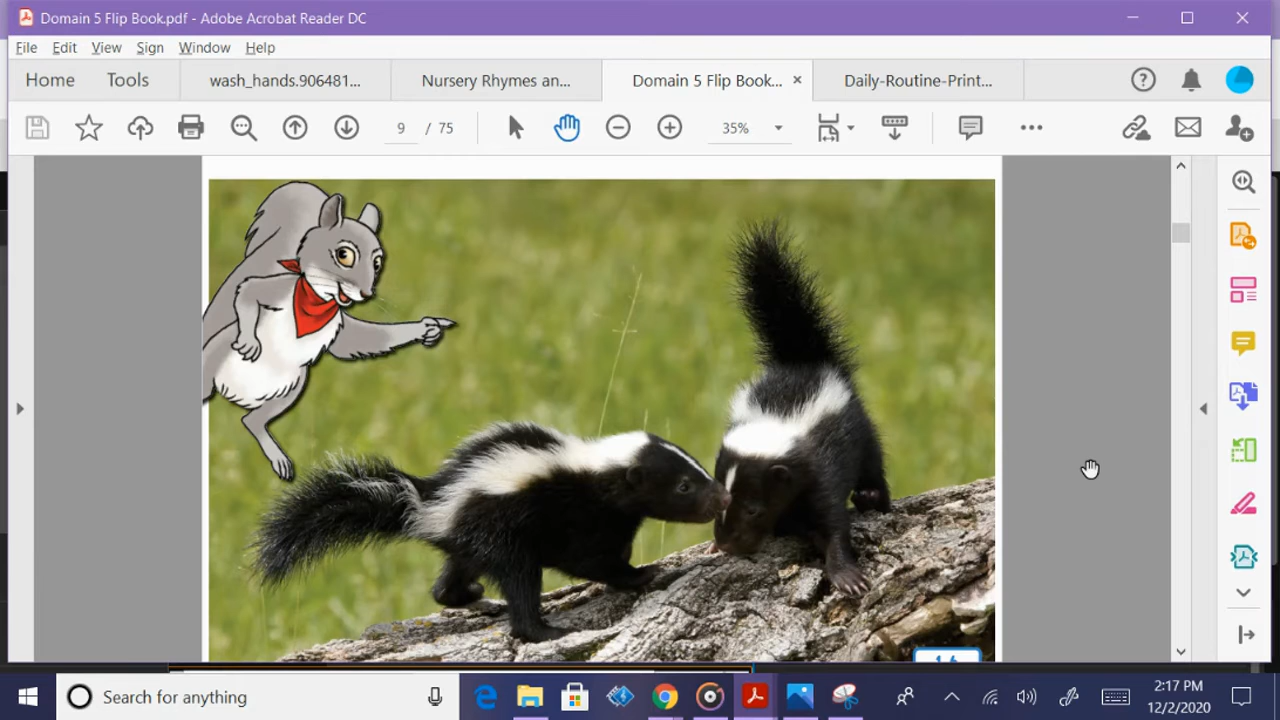 Domain 5 Flip Book.pdf - Adobe Acrobat Reader DC
File Edit View Sign Window Help
Home Tools wash_hands.906481... Nursery Rhymes an... Domain 5 Flip Book... Daily-Routine-Print...
9 / 75 35%
Search for anything
2:17 PM
12/2/2020